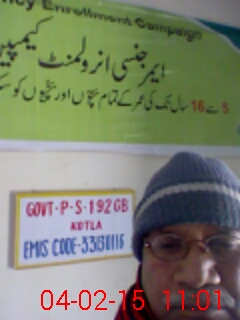 ncy Enrollment Campaign
ایمرجنسی انرولمنٹ کیمپین
5 سے 16 سال تک کی عمر کے تمام بچوں اور بچیوں کو
GOVT-P-S-192GB
KOTLA
EMIS CODE-33130116
04-02-15 11:01